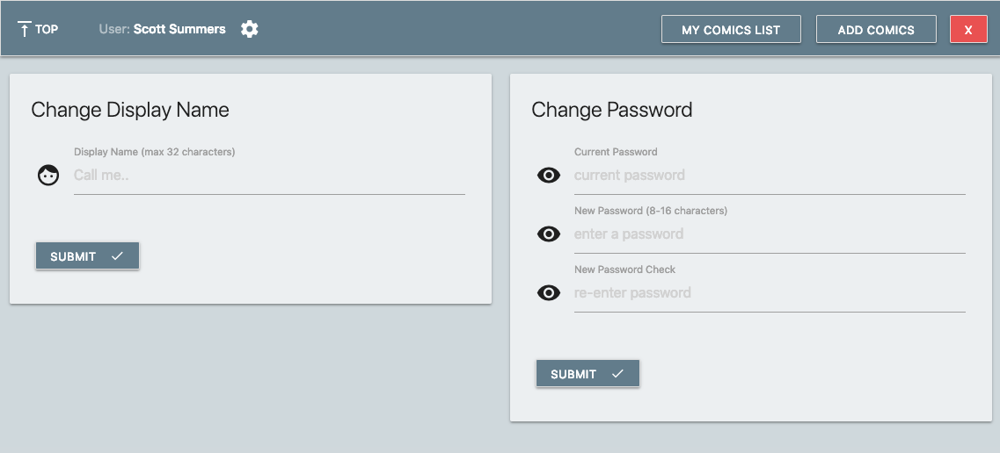 TOP
User: Scott Summers
MY COMICS LIST
ADD COMICS
X
Change Display Name
Display Name (max 32 characters)
Call me..
SUBMIT
Change Password
Current Password
current password
New Password (8-16 characters)
enter a password
New Password Check
re-enter password
SUBMIT